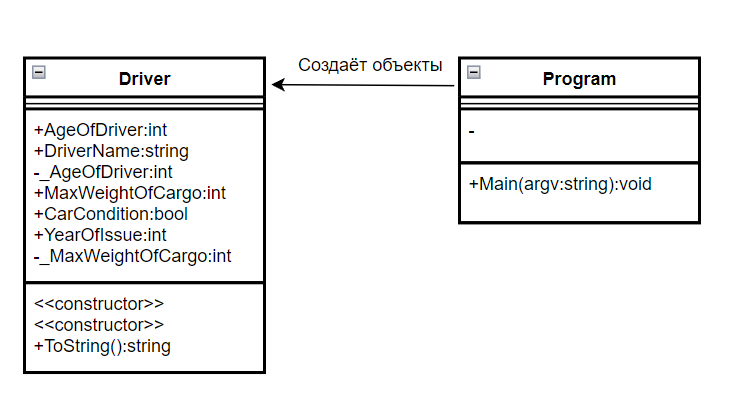 Driver
+AgeOfDriver:int
+DriverName:string
-_AgeOfDriver:int
+MaxWeightOfCargo:int
+CarCondition:bool
+YearOfIssue:int
-_MaxWeightOfCargo:int
<<constructor>>
<<constructor>>
+ToString():string
Создаёт объекты
Program
-
+Main(argv:string):void